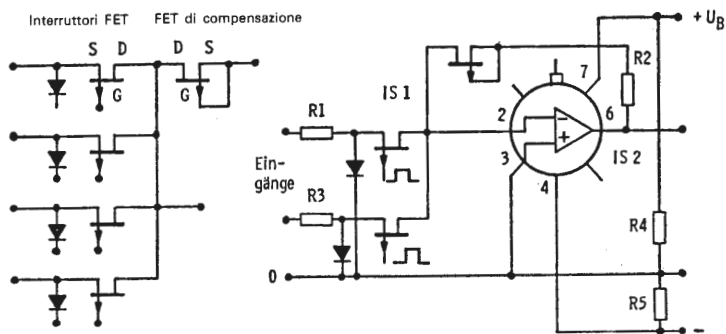 Interruttori FET
FET di compensazione
S D
D S
G
G
IS 1
R1
Ein-
gänge
R3
0
2
3
4
7
6
IS 2
R2
+ U_B
R4
R5
−